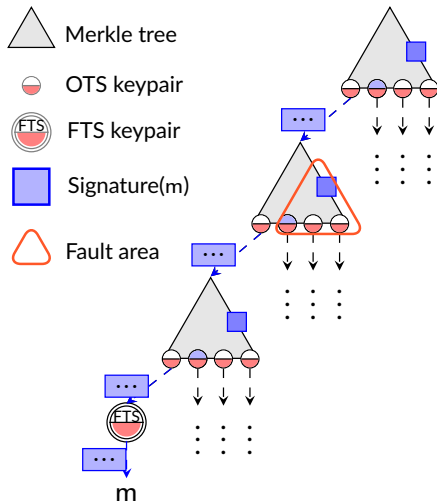 Merkle tree
OTS keypair
FTS
FTS keypair
Signature(m)
Fault area
...
...
...
FTS
...
m